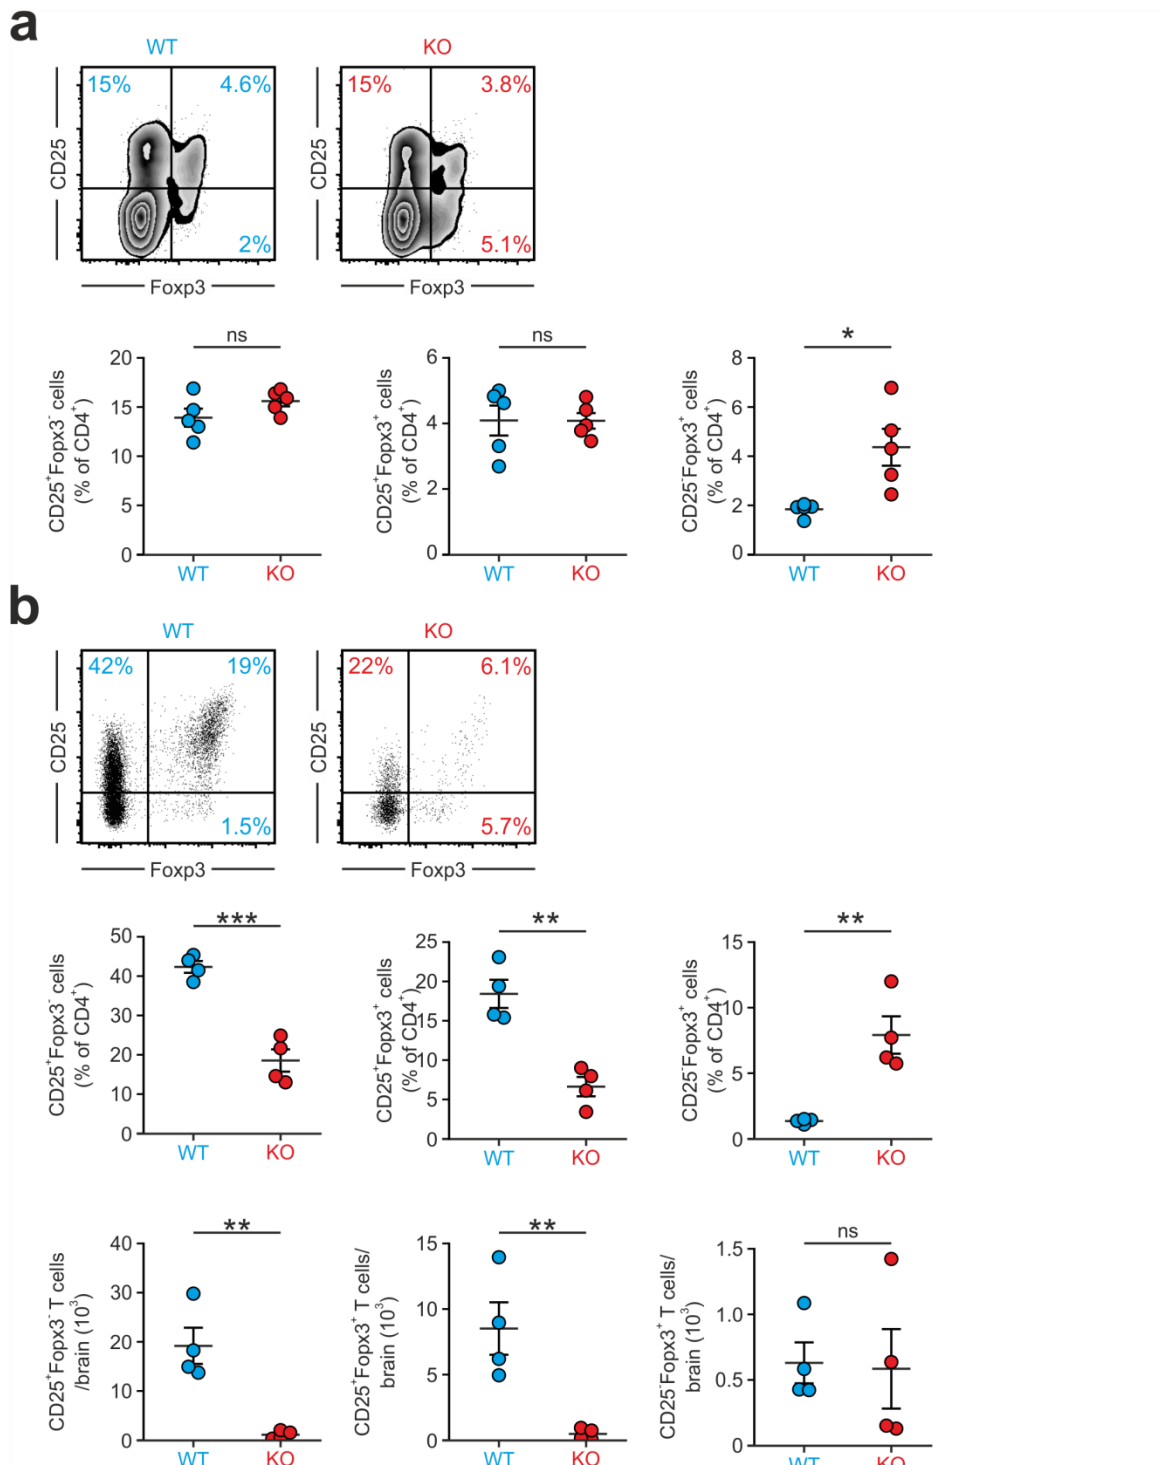 a
WT
KO
15%
4.6%
15%
3.8%
CD25
CD25
2%
5.1%
Foxp3
Foxp3
ns
ns
*
CD25⁺Fopx3⁻ cells
(% of CD4⁺)
20
15
10
5
0
WT
KO
CD25⁺Fopx3⁺ cells
(% of CD4⁺)
6
4
2
0
WT
KO
CD25⁻Fopx3⁺ cells
(% of CD4⁺)
8
6
4
2
0
WT
KO
b
WT
KO
42%
19%
22%
6.1%
CD25
CD25
1.5%
5.7%
Foxp3
Foxp3
***
**
**
CD25⁺Fopx3⁻ cells
(% of CD4⁺)
50
40
30
20
10
0
WT
KO
CD25⁺Fopx3⁺ cells
(% of CD4⁺)
25
20
15
10
5
0
WT
KO
CD25⁻Fopx3⁺ cells
(% of CD4⁺)
15
10
5
0
WT
KO
**
**
ns
CD25⁺Fopx3⁻ T cells
/brain (10³)
40
30
20
10
0
WT
KO
CD25⁺Fopx3⁺ T cells/
brain (10³)
15
10
5
0
WT
KO
CD25⁻Fopx3⁺ T cells/
brain (10³)
1.5
1.0
0.5
0
WT
KO